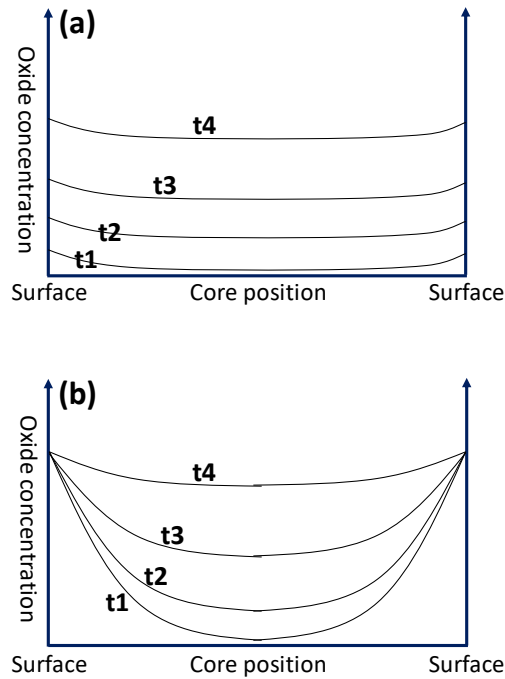 (a)
Oxide concentration
t4
t3
t2
t1
Surface Core position Surface
(b)
Oxide concentration
t4
t3
t2
t1
Surface Core position Surface